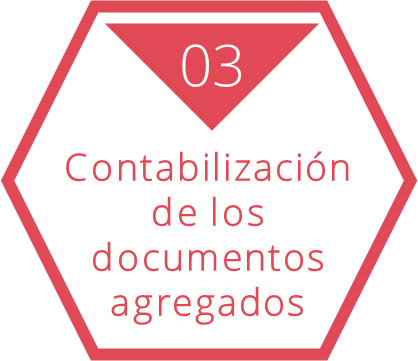 03
Contabilización
de los
documentos
agregados